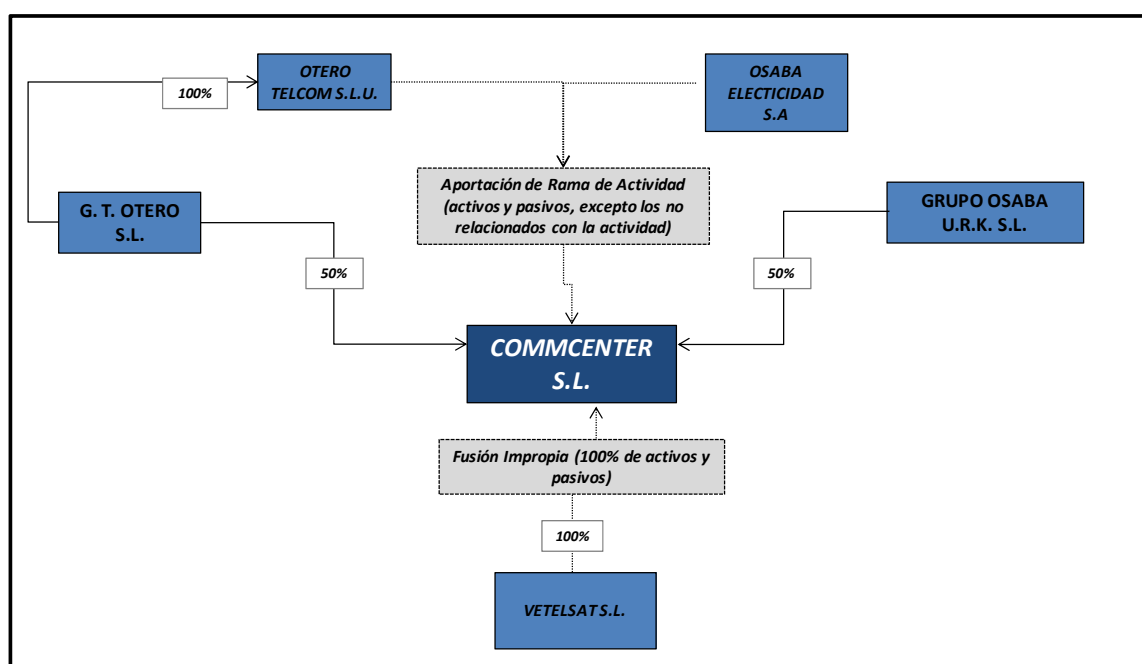 OTERO
TELCOM S.L.U.
OSABA
ELECTICIDAD
S.A
100%
Aportación de Rama de Actividad
(activos y pasivos, excepto los no
relacionados con la actividad)
G. T. OTERO
S.L.
GRUPO OSABA
U.R.K. S.L.
50%
50%
COMMCENTER
S.L.
Fusión Impropia (100% de activos y
pasivos)
100%
VETELSAT S.L.